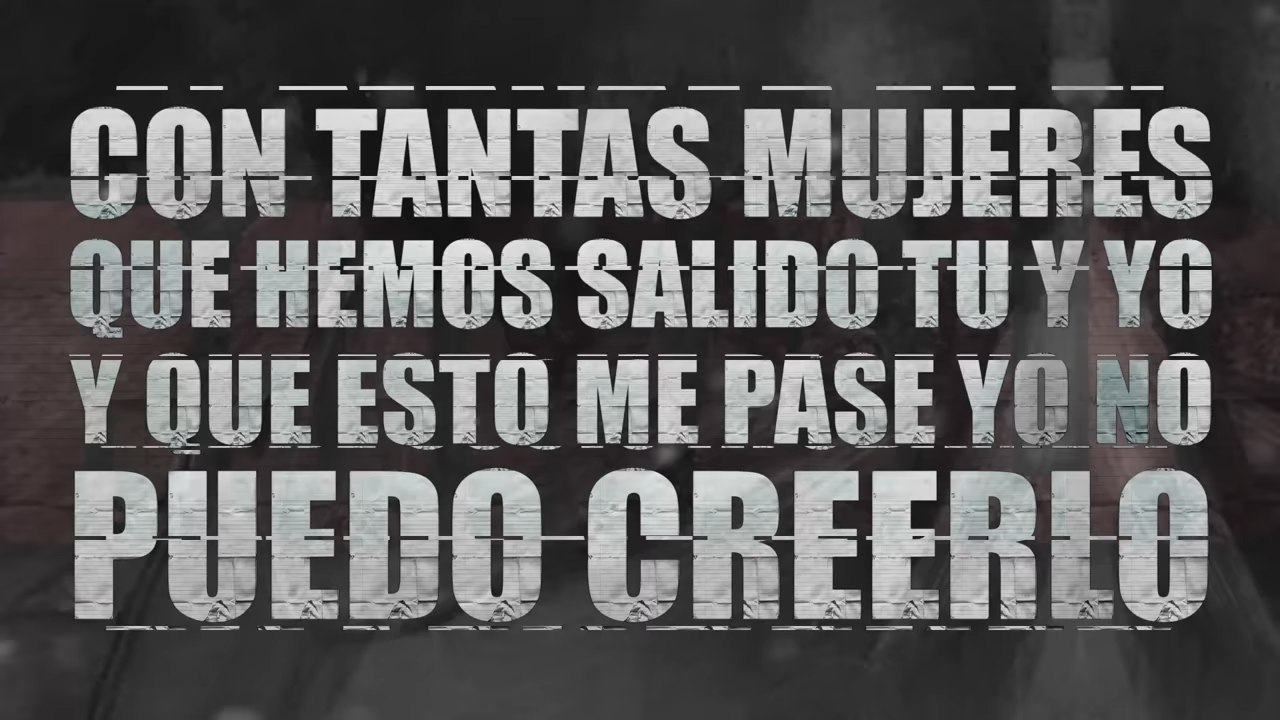 CON TANTAS MUJERES
QUE HEMOS SALIDO TU Y YO
Y QUE ESTO ME PASE YO NO
PUEDO CREERLO